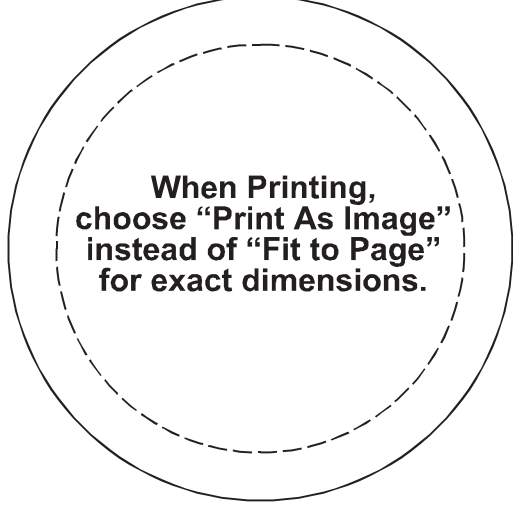 When Printing,
choose “Print As Image”
instead of “Fit to Page”
for exact dimensions.